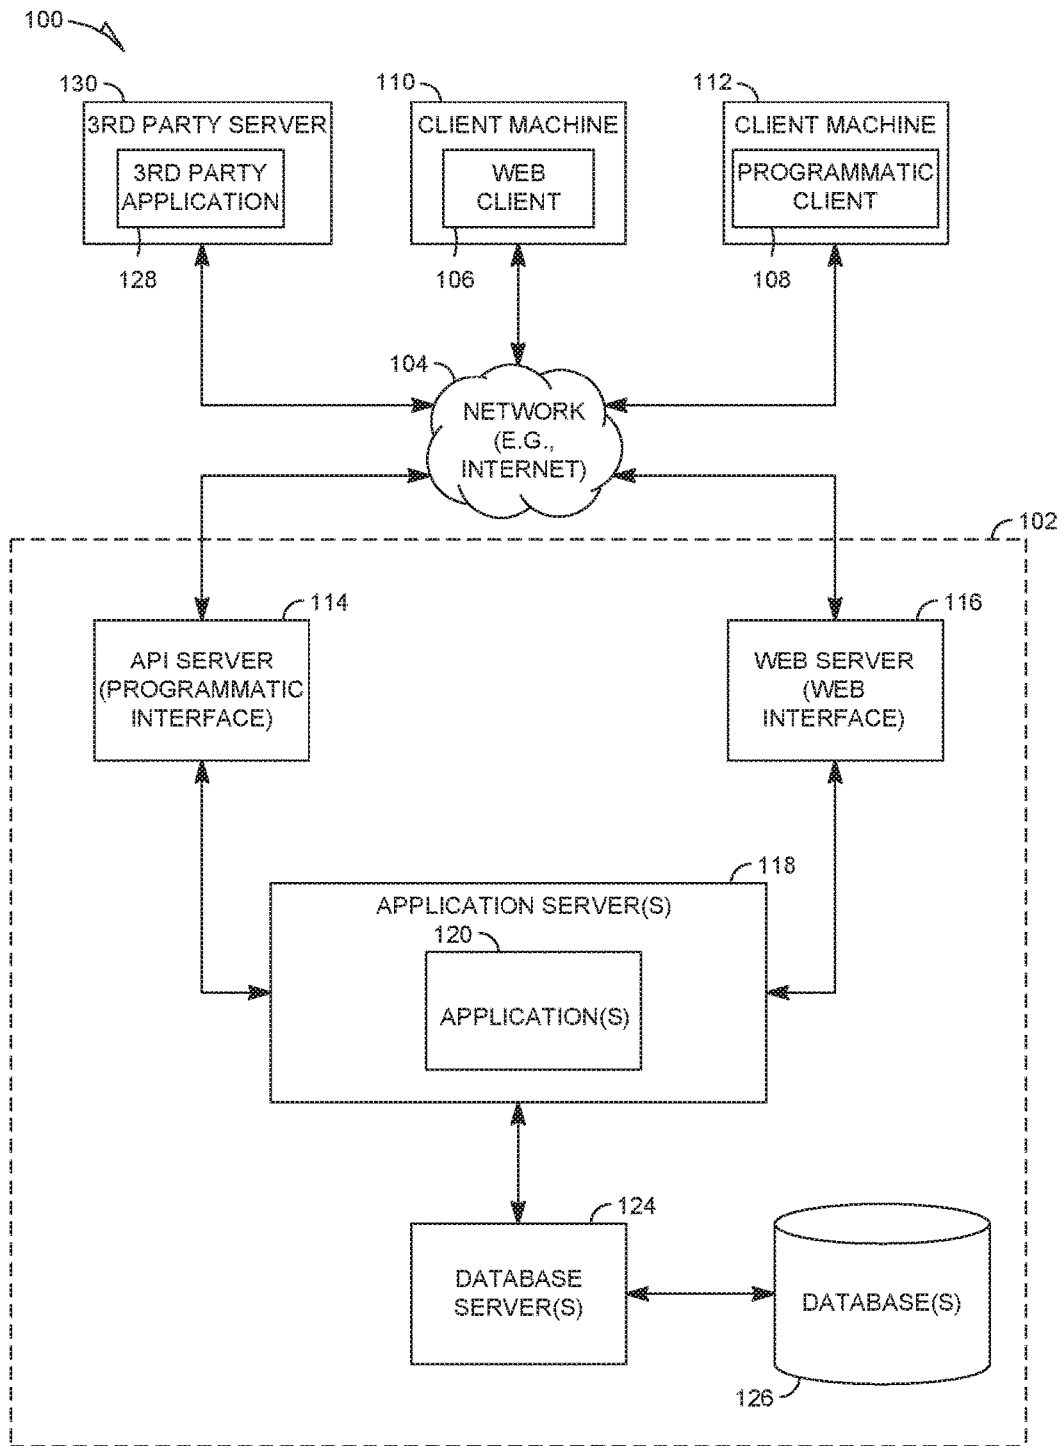 100
130
110
112
3RD PARTY SERVER
3RD PARTY
APPLICATION
CLIENT MACHINE
WEB
CLIENT
CLIENT MACHINE
PROGRAMMATIC
CLIENT
128
106
108
104
NETWORK
(E.G.,
INTERNET)
102
114
116
API SERVER
(PROGRAMMATIC
INTERFACE)
WEB SERVER
(WEB
INTERFACE)
118
APPLICATION SERVER(S)
120
APPLICATION(S)
124
DATABASE
SERVER(S)
DATABASE(S)
126